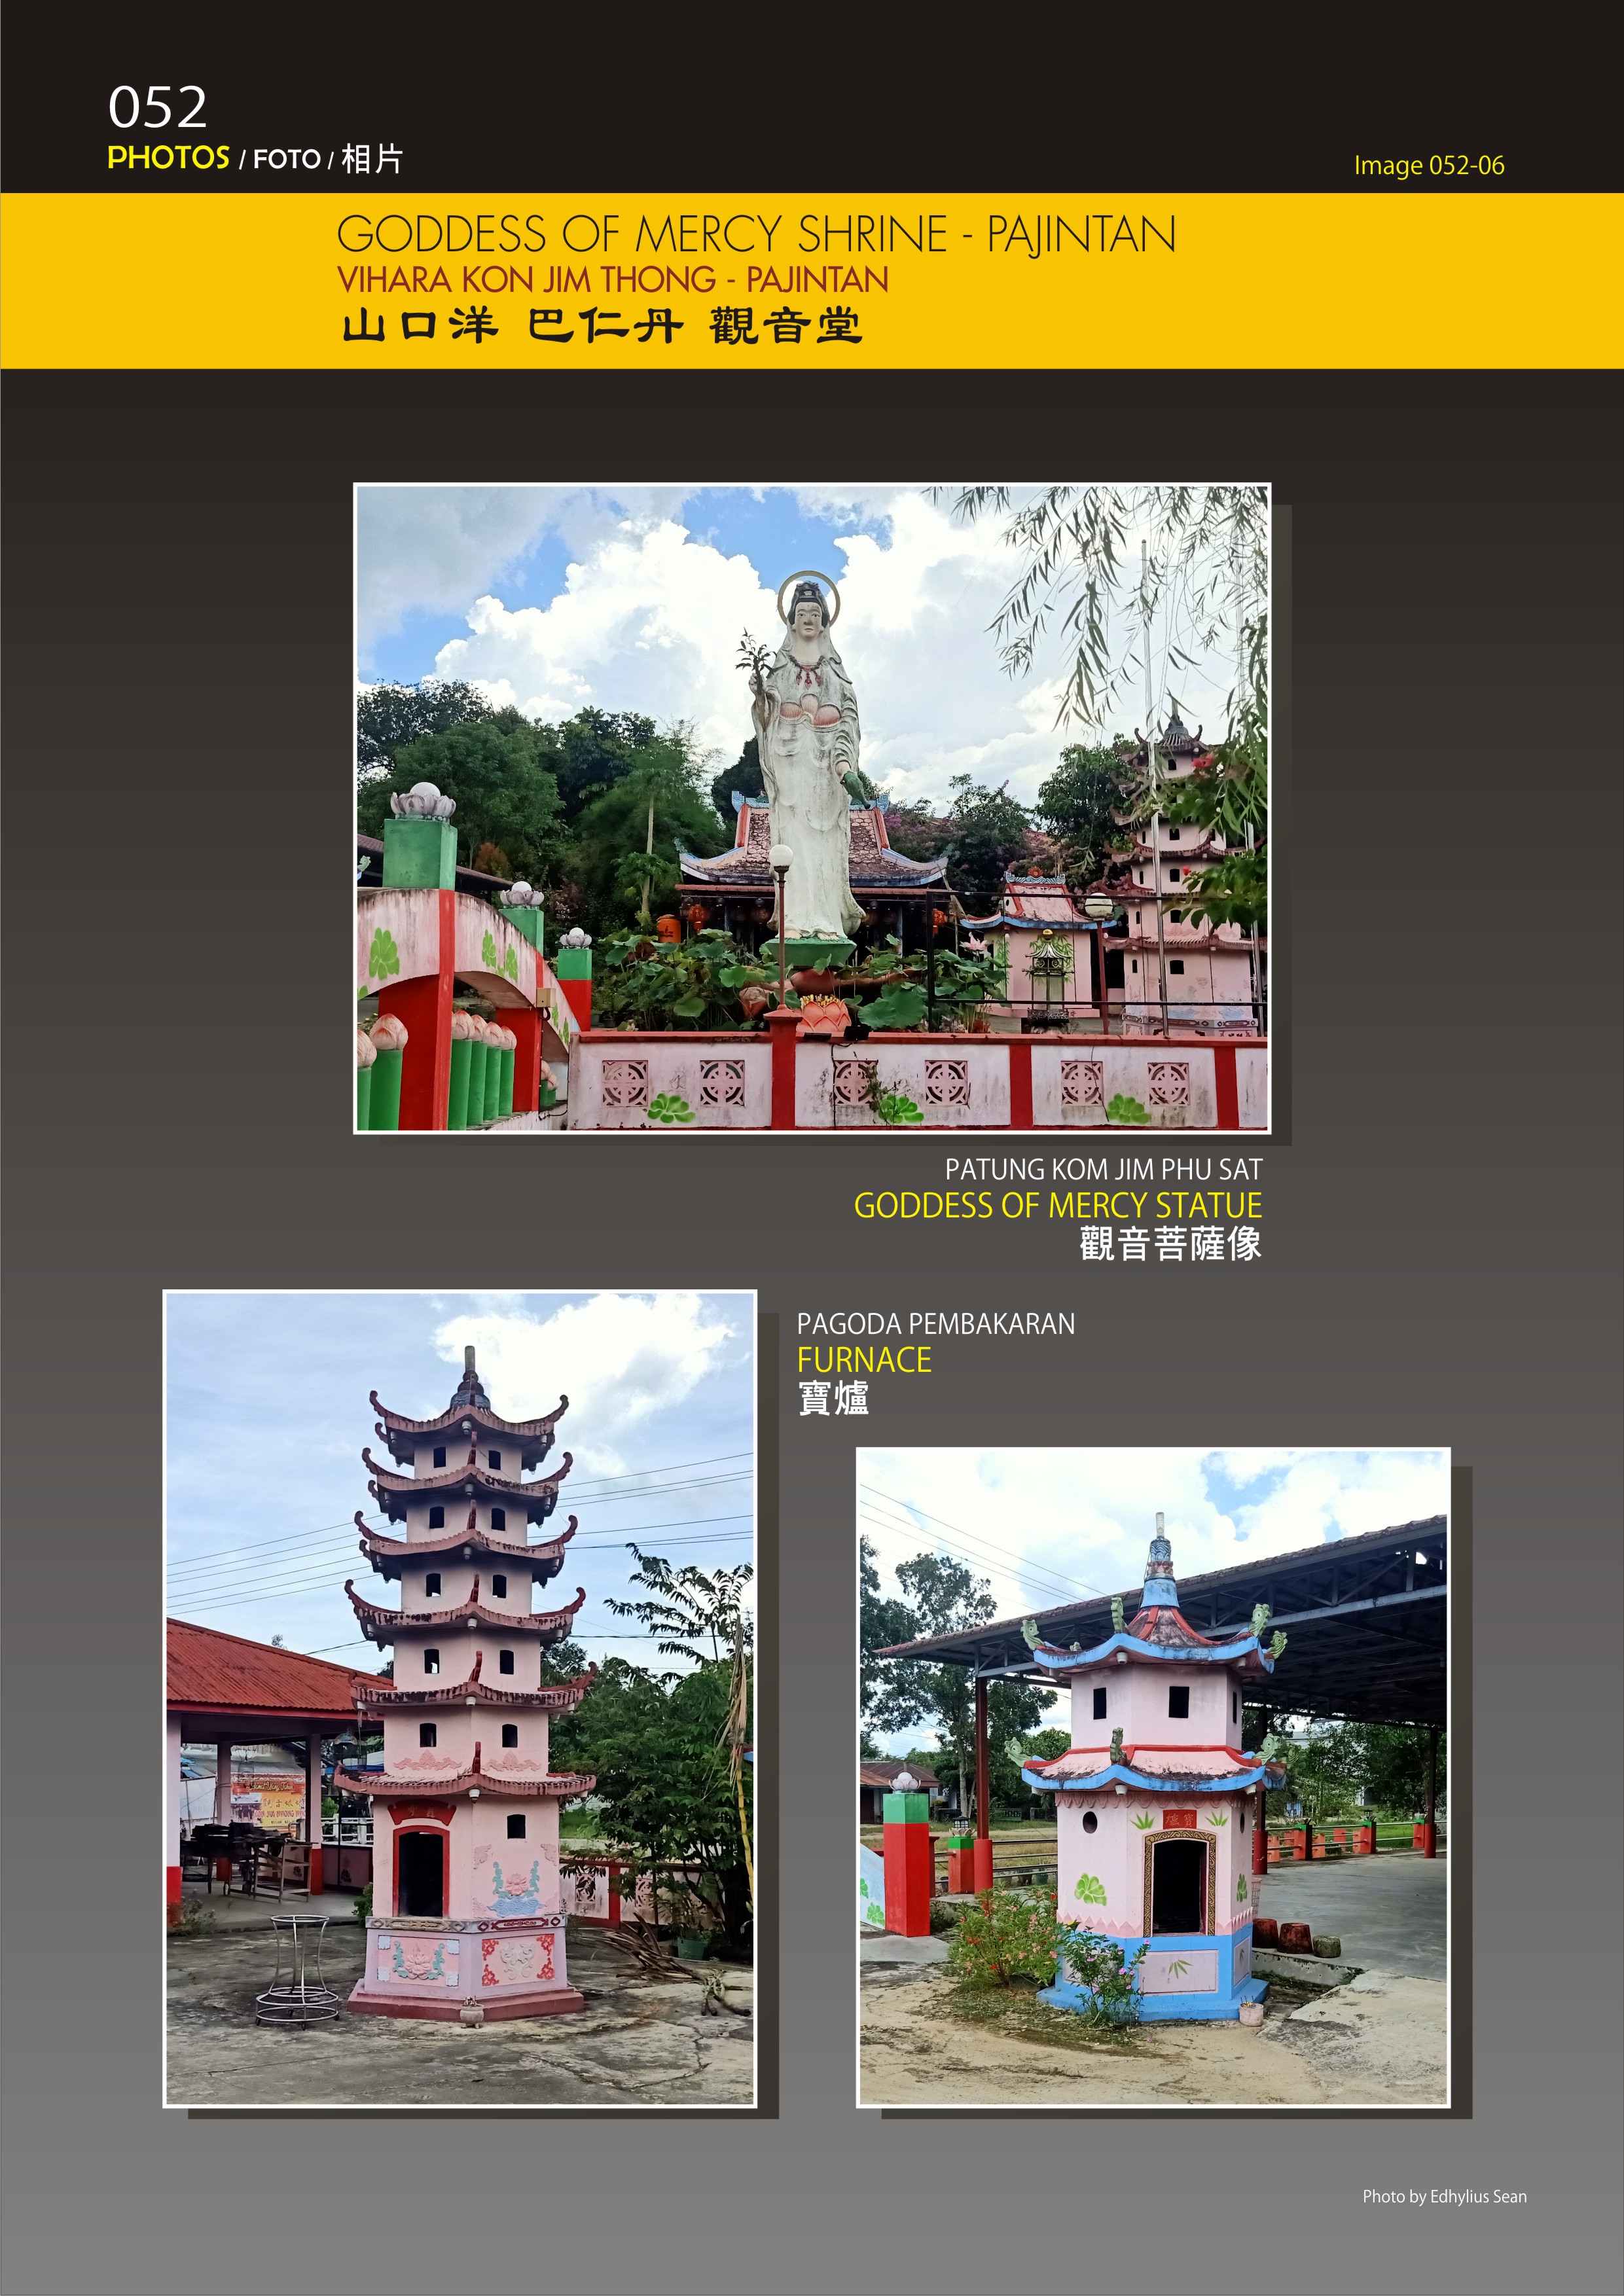 052
PHOTOS / FOTO / 相片
Image 052-06
GODDESS OF MERCY SHRINE - PAJINTAN
VIHARA KON JIM THONG - PAJINTAN
山口洋 巴仁丹 觀音堂
PATUNG KOM JIM PHU SAT
GODDESS OF MERCY STATUE
觀音菩薩像
PAGODA PEMBAKARAN
FURNACE
寶爐
Photo by Edhylius Sean